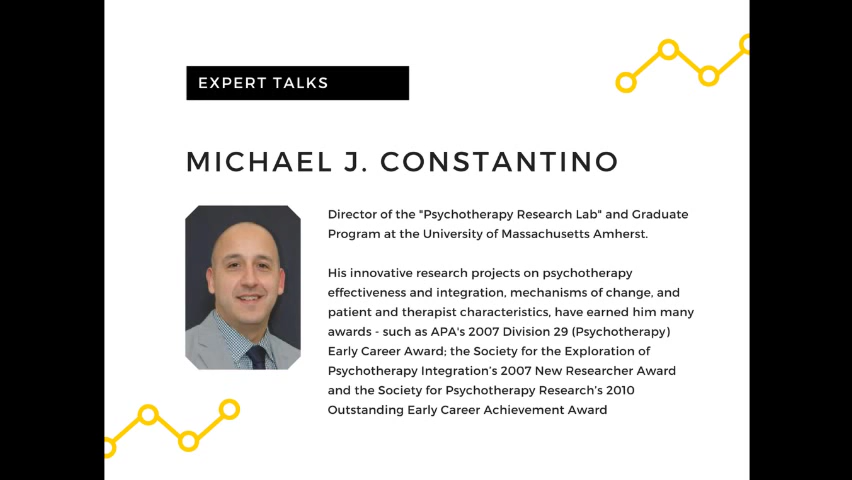 EXPERT TALKS
MICHAEL J. CONSTANTINO
Director of the "Psychotherapy Research Lab" and Graduate
Program at the University of Massachusetts Amherst.
His innovative research projects on psychotherapy
effectiveness and integration, mechanisms of change, and
patient and therapist characteristics, have earned him many
awards - such as APA's 2007 Division 29 (Psychotherapy)
Early Career Award; the Society for the Exploration of
Psychotherapy Integration's 2007 New Researcher Award
and the Society for Psychotherapy Research's 2010
Outstanding Early Career Achievement Award